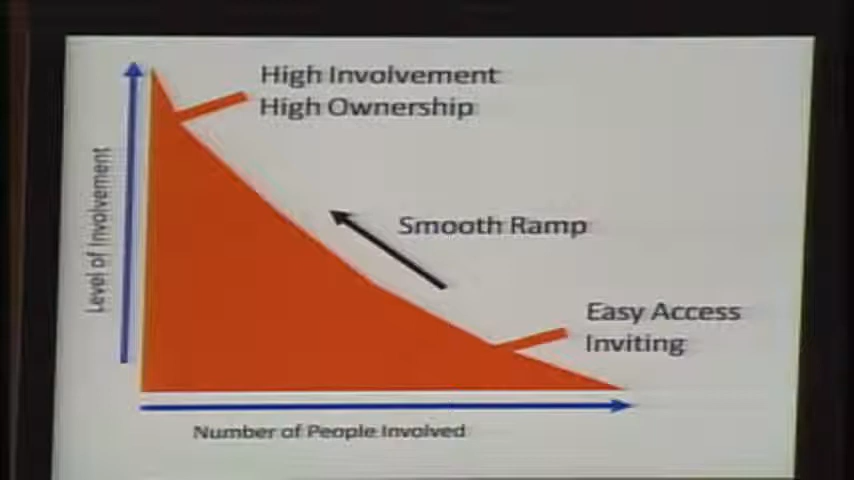 High Involvement
High Ownership
Level of Involvement
Smooth Ramp
Easy Access
Inviting
Number of People Involved